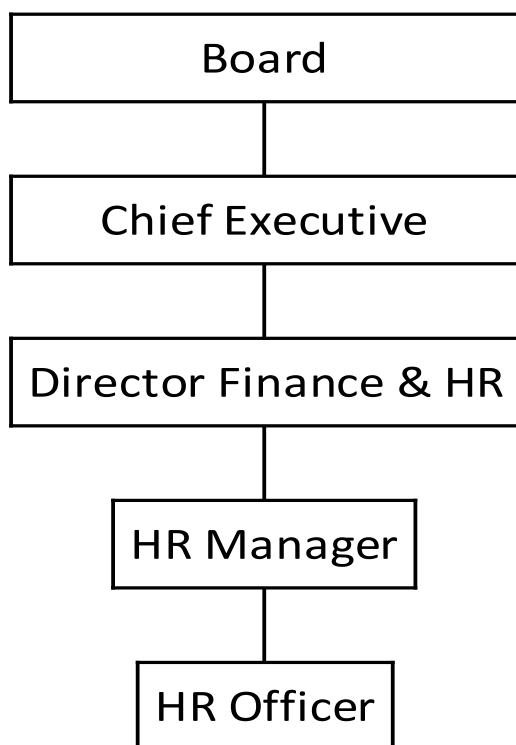 Board
Chief Executive
Director Finance & HR
HR Manager
HR Officer